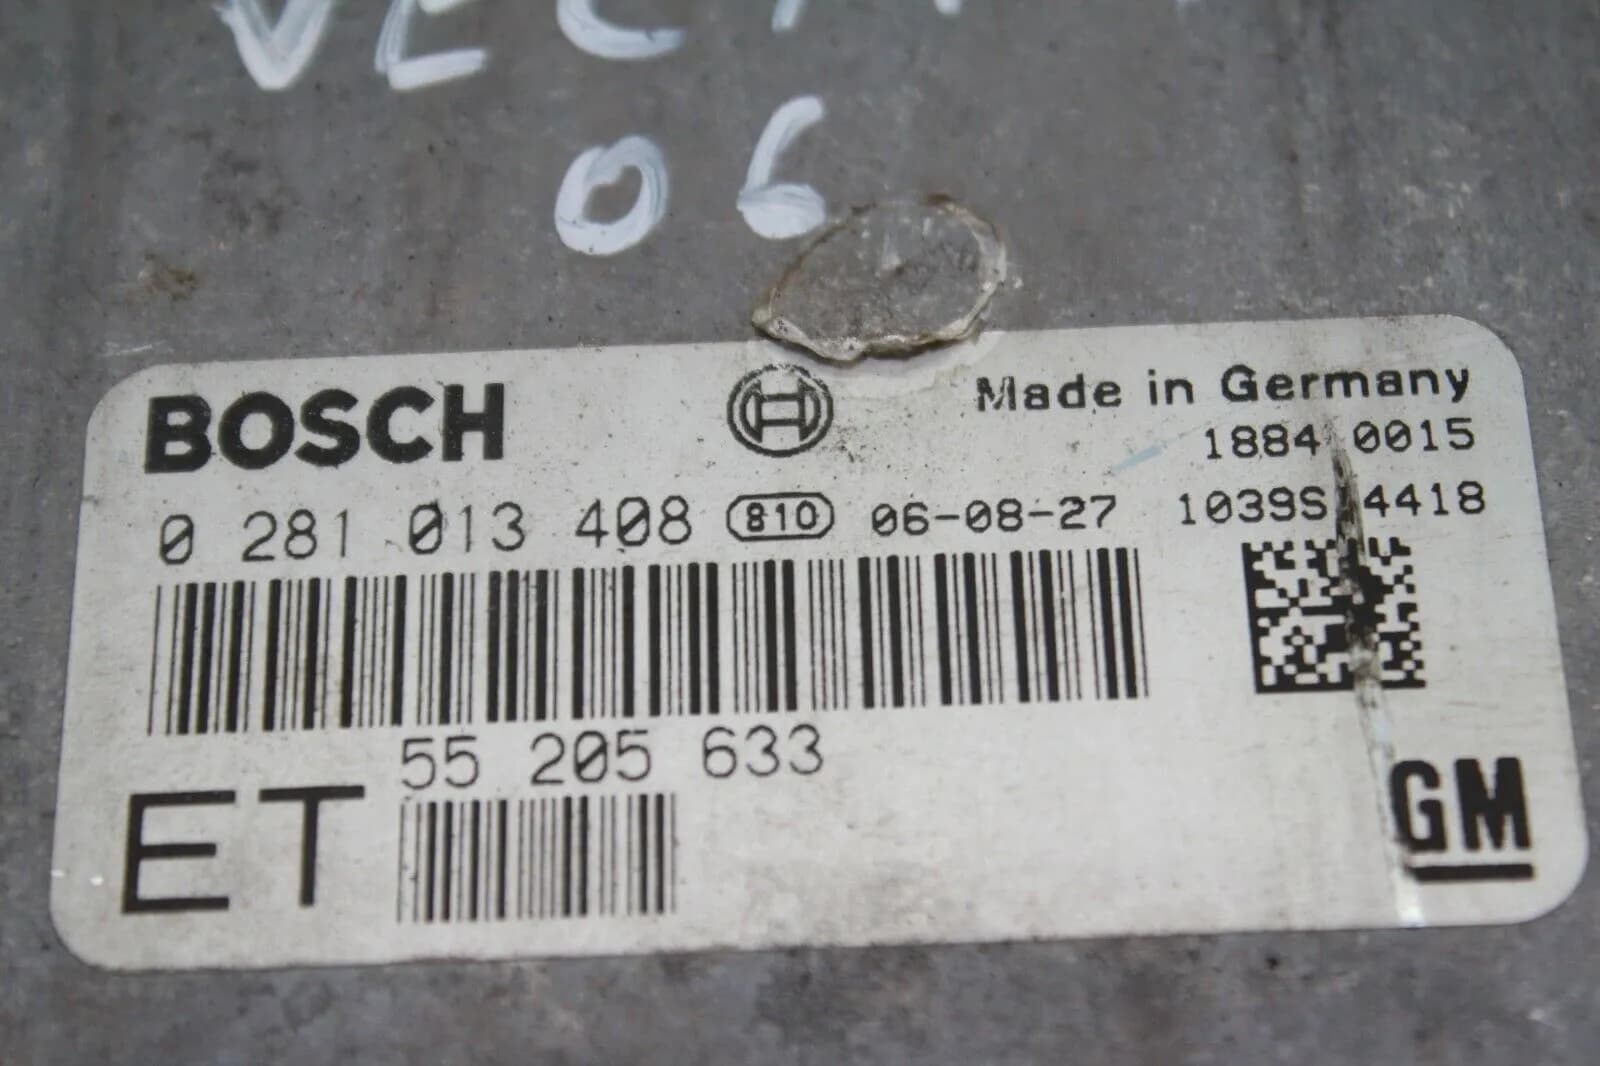 06
BOSCH
Made in Germany
1884 0015
0 281 013 408 810 06-08-27 1039S 4418
55 205 633
ET
GM